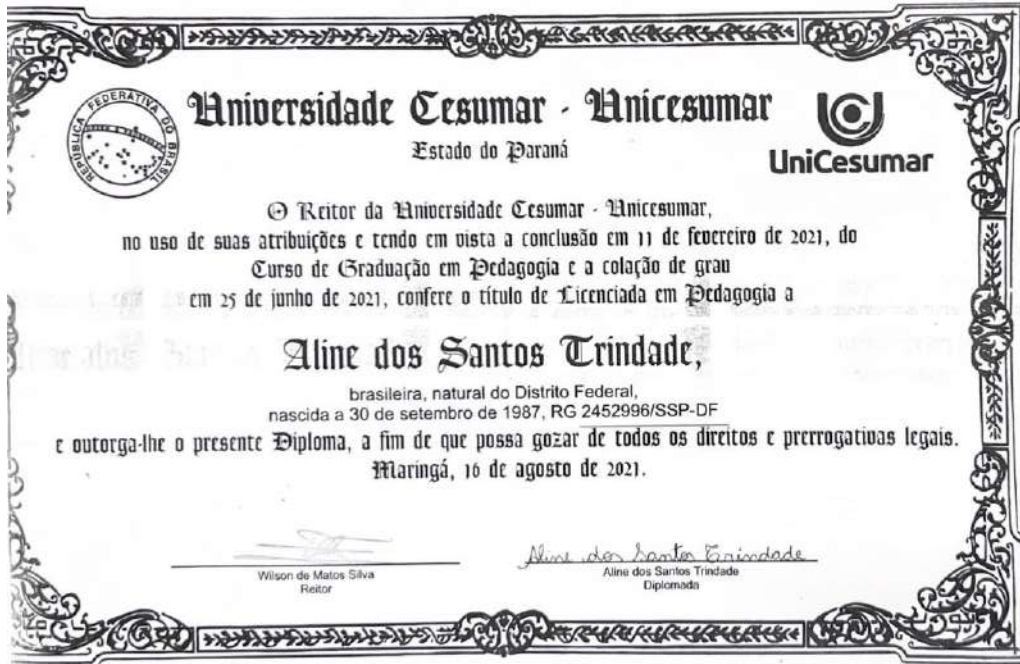 REPÚBLICA FEDERATIVA DO BRASIL
Universidade Cesumar - Unicesumar
Estado do Paraná
UniCesumar
O Reitor da Universidade Cesumar - Unicesumar,
no uso de suas atribuições e tendo em vista a conclusão em 11 de fevereiro de 2021, do
Curso de Graduação em Pedagogia e a colação de grau
em 25 de junho de 2021, confere o título de Licenciada em Pedagogia a
Aline dos Santos Trindade,
brasileira, natural do Distrito Federal,
nascida a 30 de setembro de 1987, RG 2452996/SSP-DF
e outorga-lhe o presente Diploma, a fim de que possa gozar de todos os direitos e prerrogativas legais.
Maringá, 16 de agosto de 2021.
Aline dos Santos Trindade
Wilson de Matos Silva
Reitor
Aline dos Santos Trindade
Diplomada